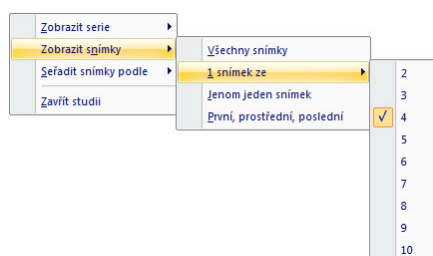 Zobrazit serie
Zobrazit snímky
Seřadit snímky podle
Zavřít studii
Všechny snímky
1 snímek ze
Jenom jeden snímek
První, prostřední, poslední
2
3
4
5
6
7
8
9
10